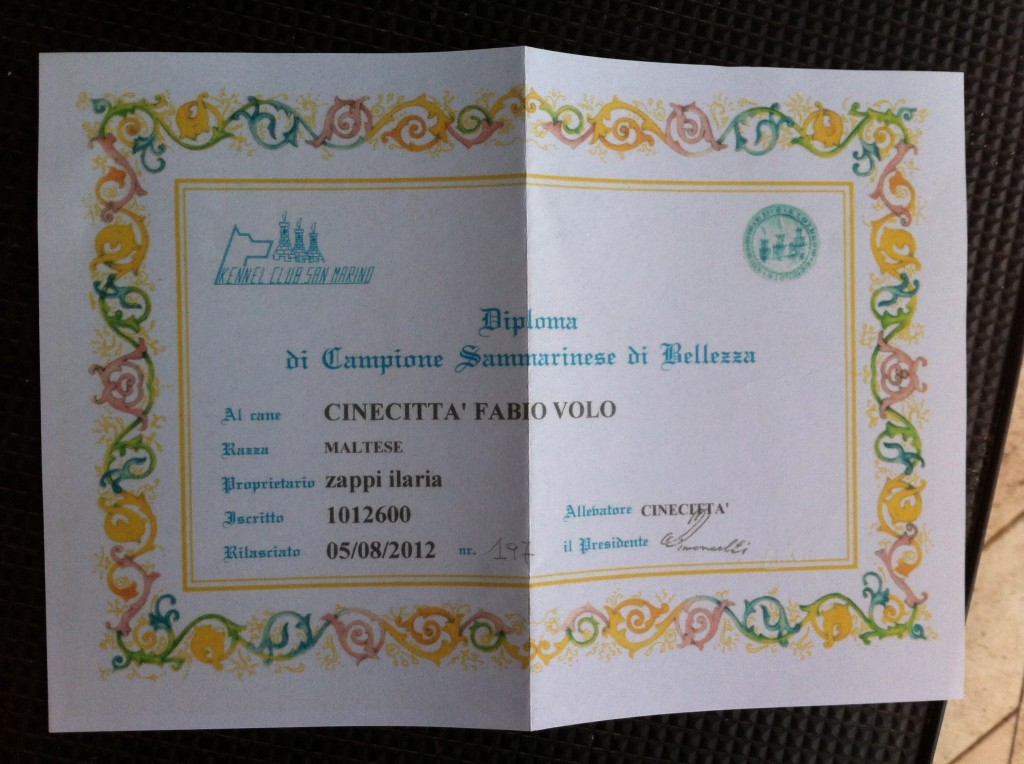 KENNEL CLUB SAN MARINO
Diploma
di Campione Sammarinese di Bellezza
Al cane CINECITTA' FABIO VOLO
Razza MALTESE
Proprietario zappi ilaria
Iscritto 1012600
Allevatore CINECITTA'
Rilasciato 05/08/2012 nr. 197
il Presidente